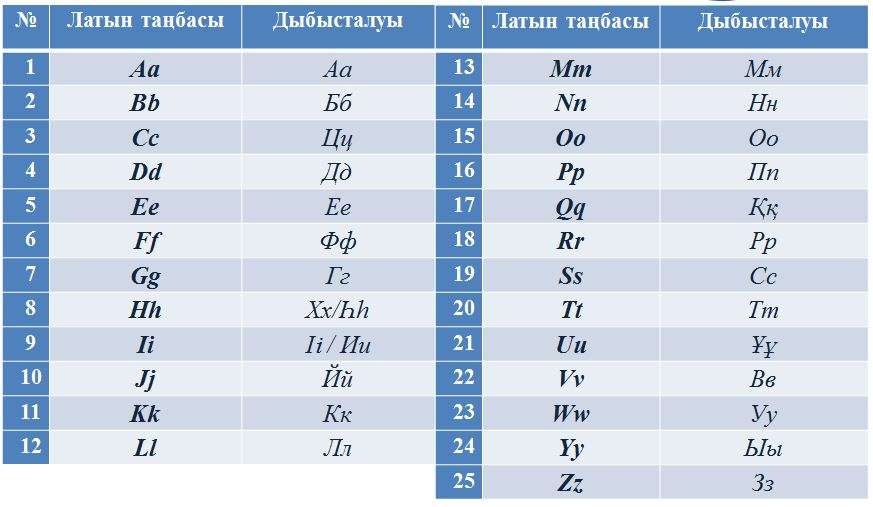 № Латын таңбасы Дыбысталуы № Латын таңбасы Дыбысталуы
1 Aa Аа 13 Mm Мм
2 Bb Бб 14 Nn Нн
3 Cc Цц 15 Oo Оо
4 Dd Дд 16 Pp Пп
5 Ee Ее 17 Qq Ққ
6 Ff Фф 18 Rr Рр
7 Gg Гг 19 Ss Сс
8 Hh Хх/Һһ 20 Tt Тт
9 Ii Іі / Ии 21 Uu Ұұ
10 Jj Йй 22 Vv Вв
11 Kk Кк 23 Ww Уу
12 Ll Лл 24 Yy Ыы
25 Zz Зз